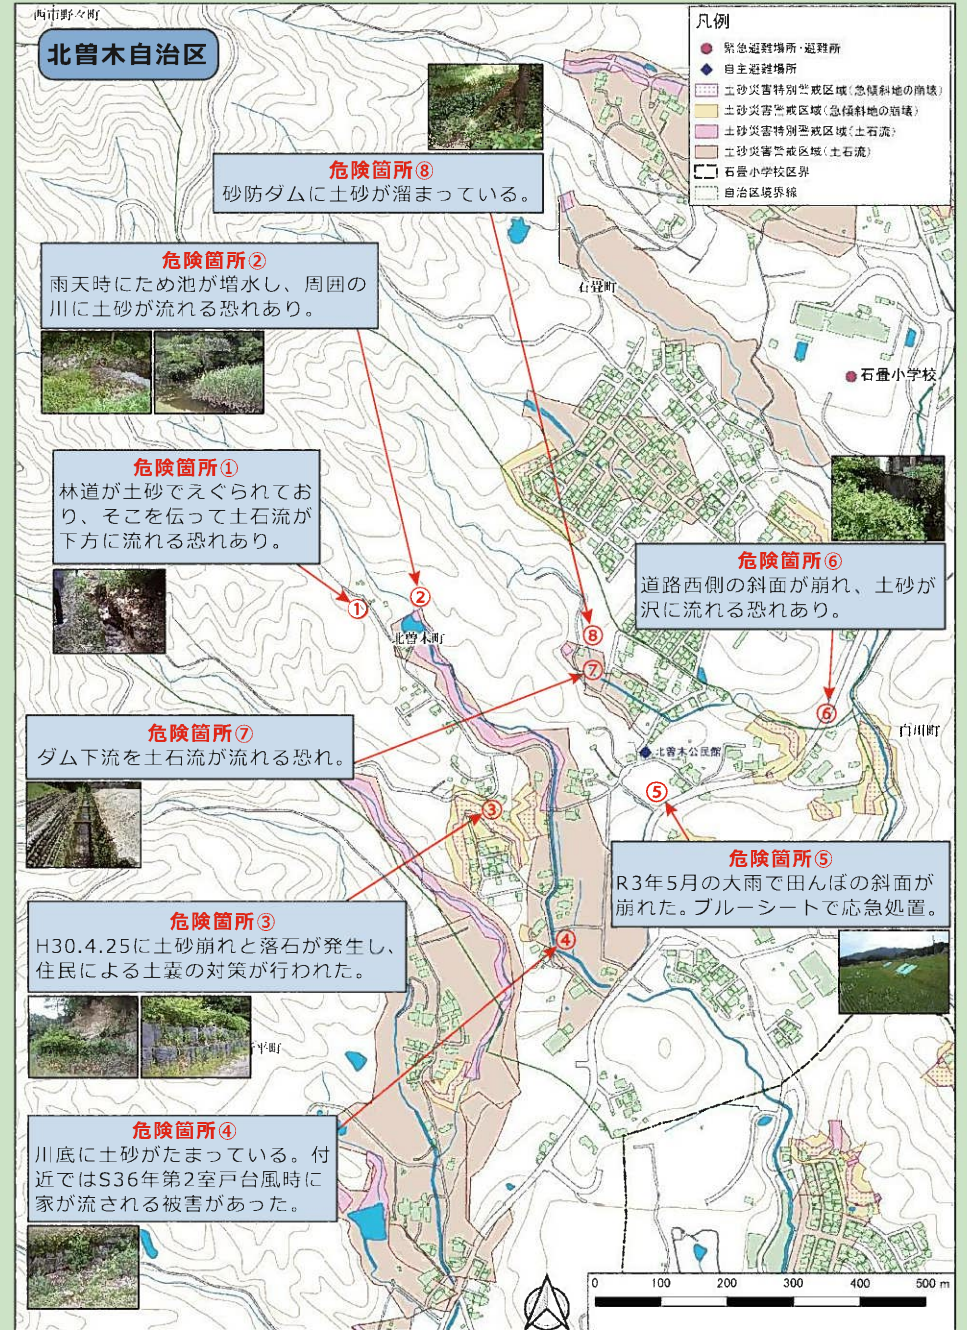 西市野々町
北曽木自治区
凡例
緊急避難場所・避難所
自主避難場所
土砂災害特別警戒区域(急傾斜地の崩壊)
土砂災害警戒区域(急傾斜地の崩壊)
土砂災害特別警戒区域(土石流)
土砂災害警戒区域(土石流)
石畳小学校区界
自治区境界線
危険箇所⑧
砂防ダムに土砂が溜まっている。
危険箇所②
雨天時にため池が増水し、周囲の
川に土砂が流れる恐れあり。
石畳町
石畳小学校
危険箇所①
林道が土砂でえぐられてお
り、そこを伝って土石流が
下方に流れる恐れあり。
危険箇所⑥
道路西側の斜面が崩れ、土砂が
沢に流れる恐れあり。
①
②
北曽木町
⑧
⑦
⑥
危険箇所⑦
ダム下流を土石流が流れる恐れ。
白川町
北曽木公民館
⑤
③
危険箇所⑤
R3年5月の大雨で田んぼの斜面が
崩れた。ブルーシートで応急処置。
危険箇所③
H30.4.25に土砂崩れと落石が発生し、
住民による土嚢の対策が行われた。
④
平町
危険箇所④
川底に土砂がたまっている。付
近ではS36年第2室戸台風時に
家が流される被害があった。
0 100 200 300 400 500 m